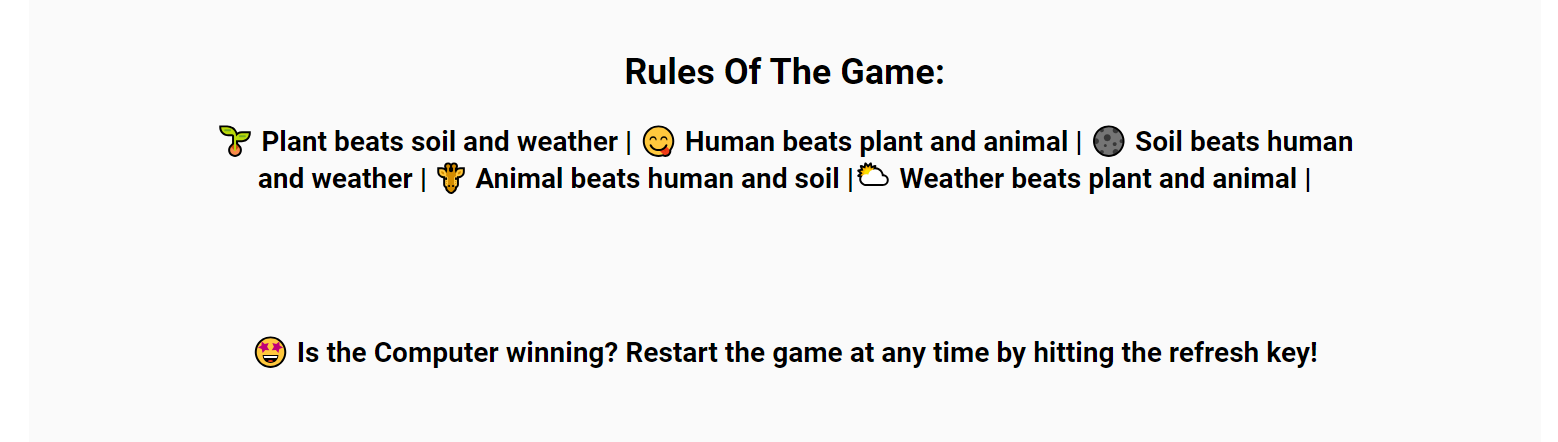 Rules Of The Game:
🌱 Plant beats soil and weather | 😋 Human beats plant and animal | 🌑 Soil beats human
and weather | 🦒 Animal beats human and soil |🌥 Weather beats plant and animal |
🤩 Is the Computer winning? Restart the game at any time by hitting the refresh key!